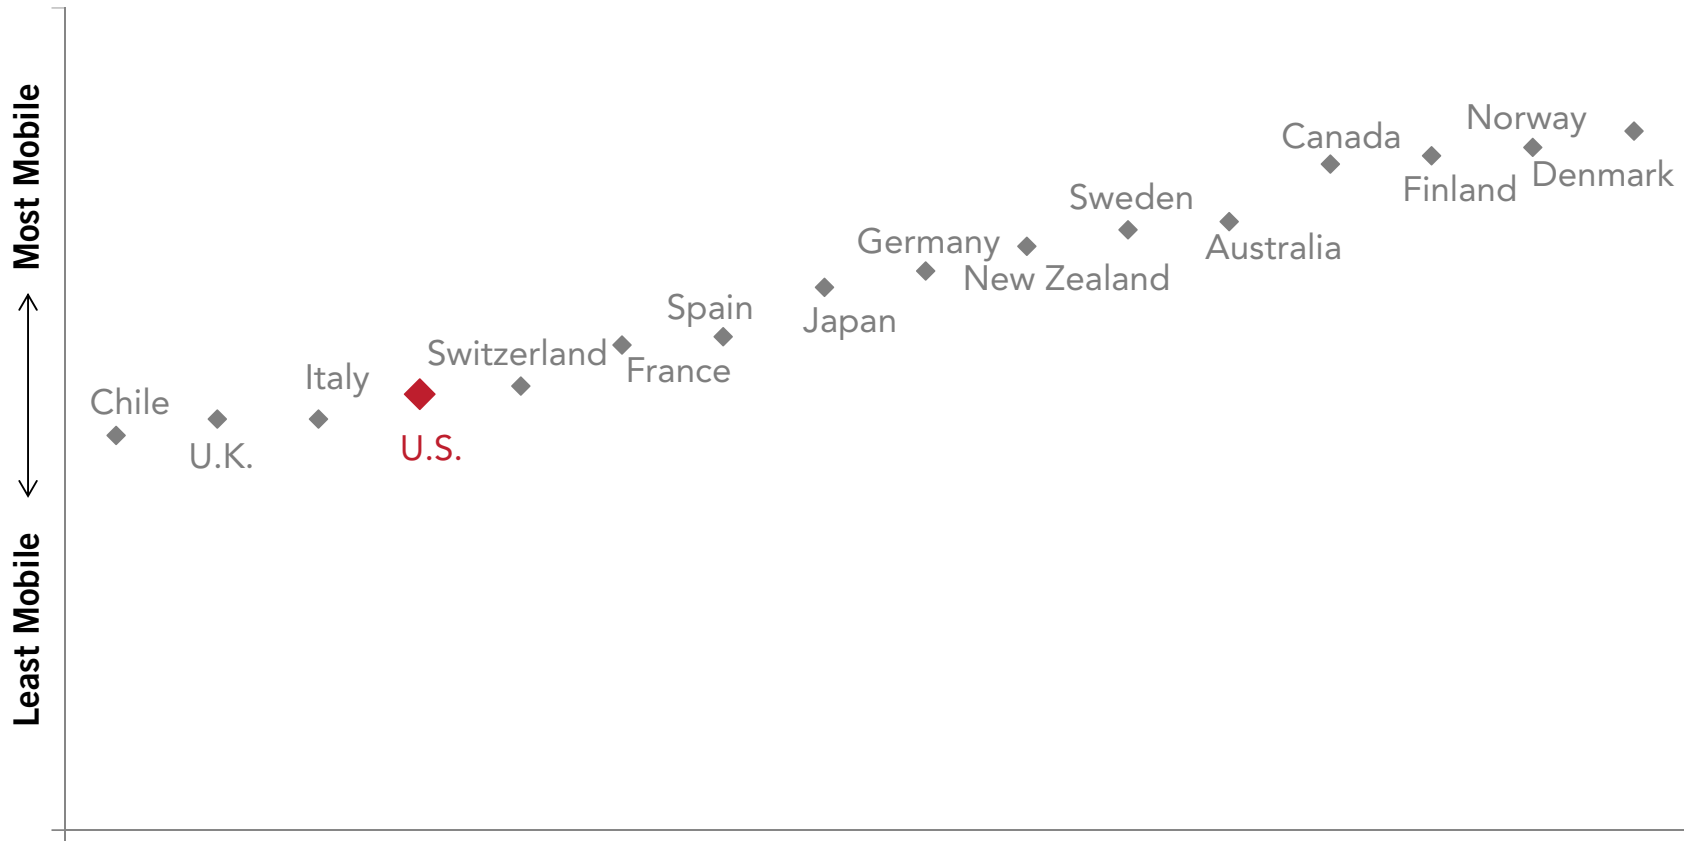 Most Mobile
Least Mobile
Chile
U.K.
Italy
U.S.
Switzerland
France
Spain
Japan
Germany
New Zealand
Sweden
Australia
Canada
Finland
Norway
Denmark